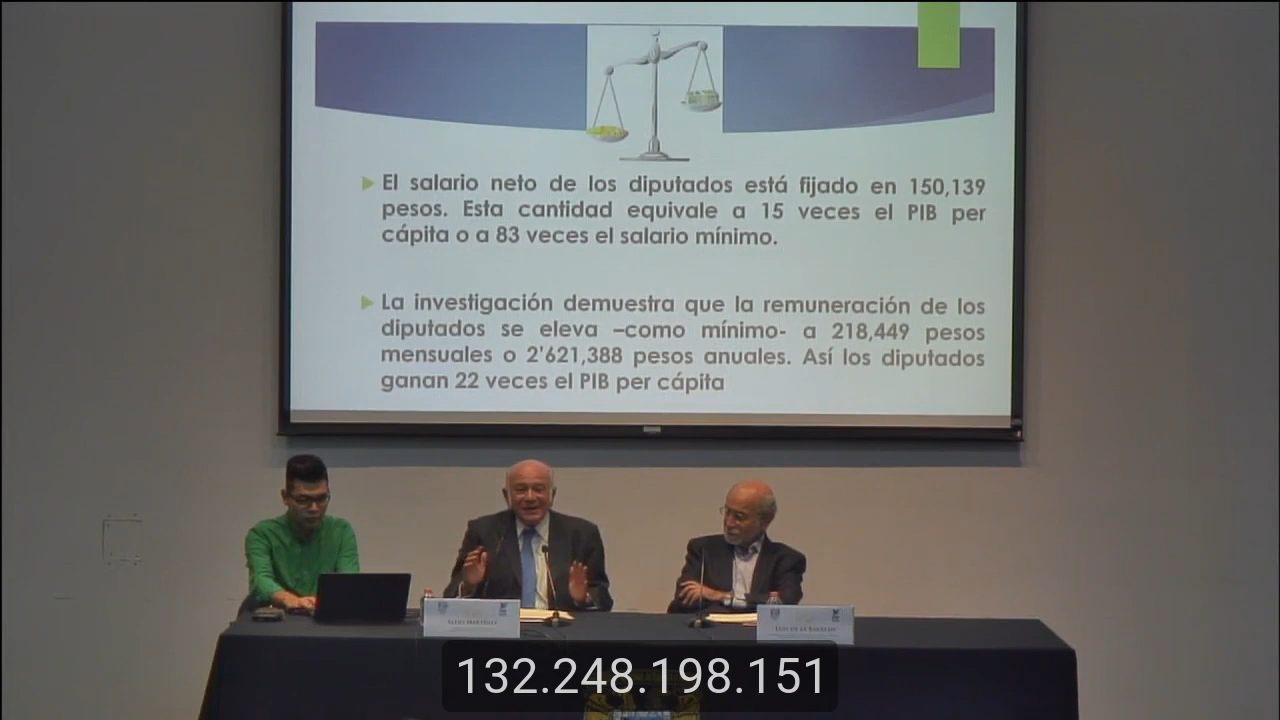 El salario neto de los diputados está fijado en 150,139
pesos. Esta cantidad equivale a 15 veces el PIB per
cápita o a 83 veces el salario mínimo.
La investigación demuestra que la remuneración de los
diputados se eleva –como mínimo- a 218,449 pesos
mensuales o 2'621,388 pesos anuales. Así los diputados
ganan 22 veces el PIB per cápita
132.248.198.151